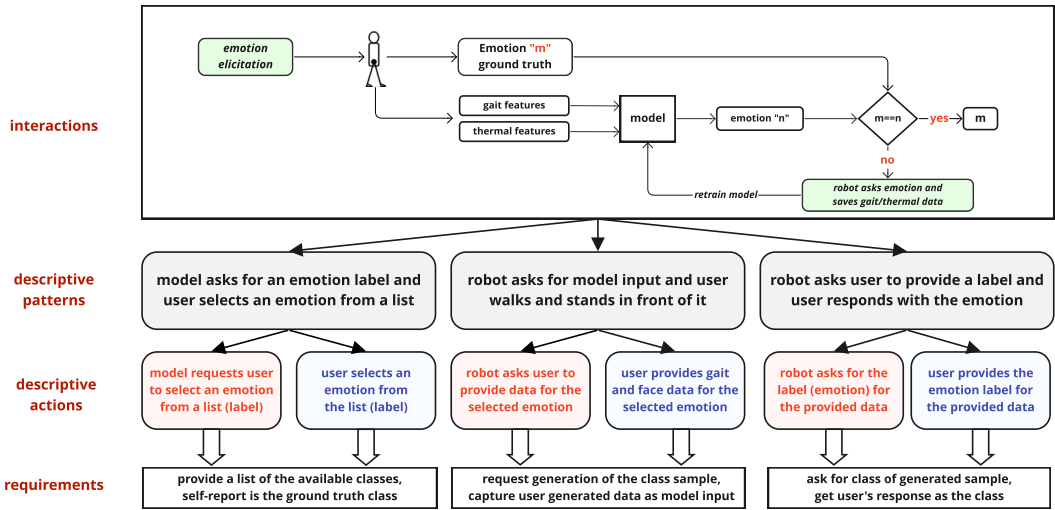 emotion
elicitation
Emotion "m"
ground truth
gait features
thermal features
model
emotion "n"
m==n
yes
m
no
robot asks emotion and
saves gait/thermal data
retrain model
interactions
descriptive
patterns
model asks for an emotion label and
user selects an emotion from a list
robot asks for model input and user
walks and stands in front of it
robot asks user to provide a label and
user responds with the emotion
descriptive
actions
model requests user
to select an emotion
from a list (label)
user selects an
emotion from
the list (label)
robot asks user to
provide data for the
selected emotion
user provides gait
and face data for the
selected emotion
robot asks for the
label (emotion) for
the provided data
user provides the
emotion label for
the provided data
requirements
provide a list of the available classes,
self-report is the ground truth class
request generation of the class sample,
capture user generated data as model input
ask for class of generated sample,
get user's response as the class